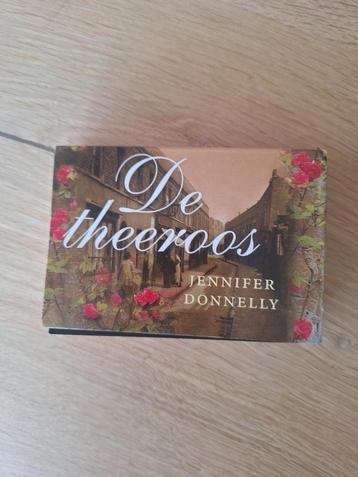 De
theeroos
JENNIFER
DONNELLY